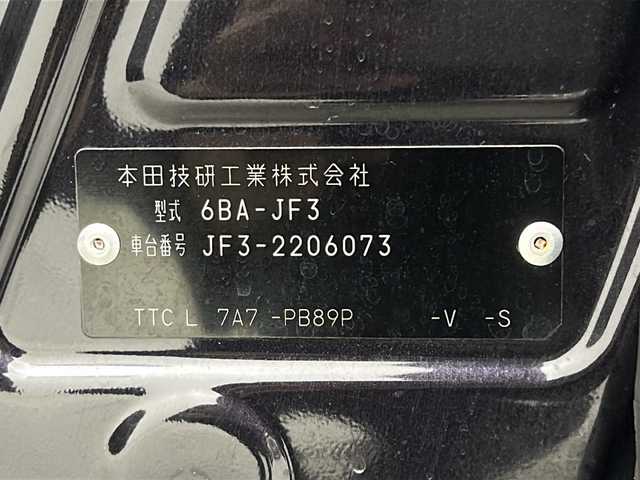 本田技研工業株式会社
型式 6BA-JF3
車台番号 JF3-2206073
TTC L 7A7 -PB89P -V -S